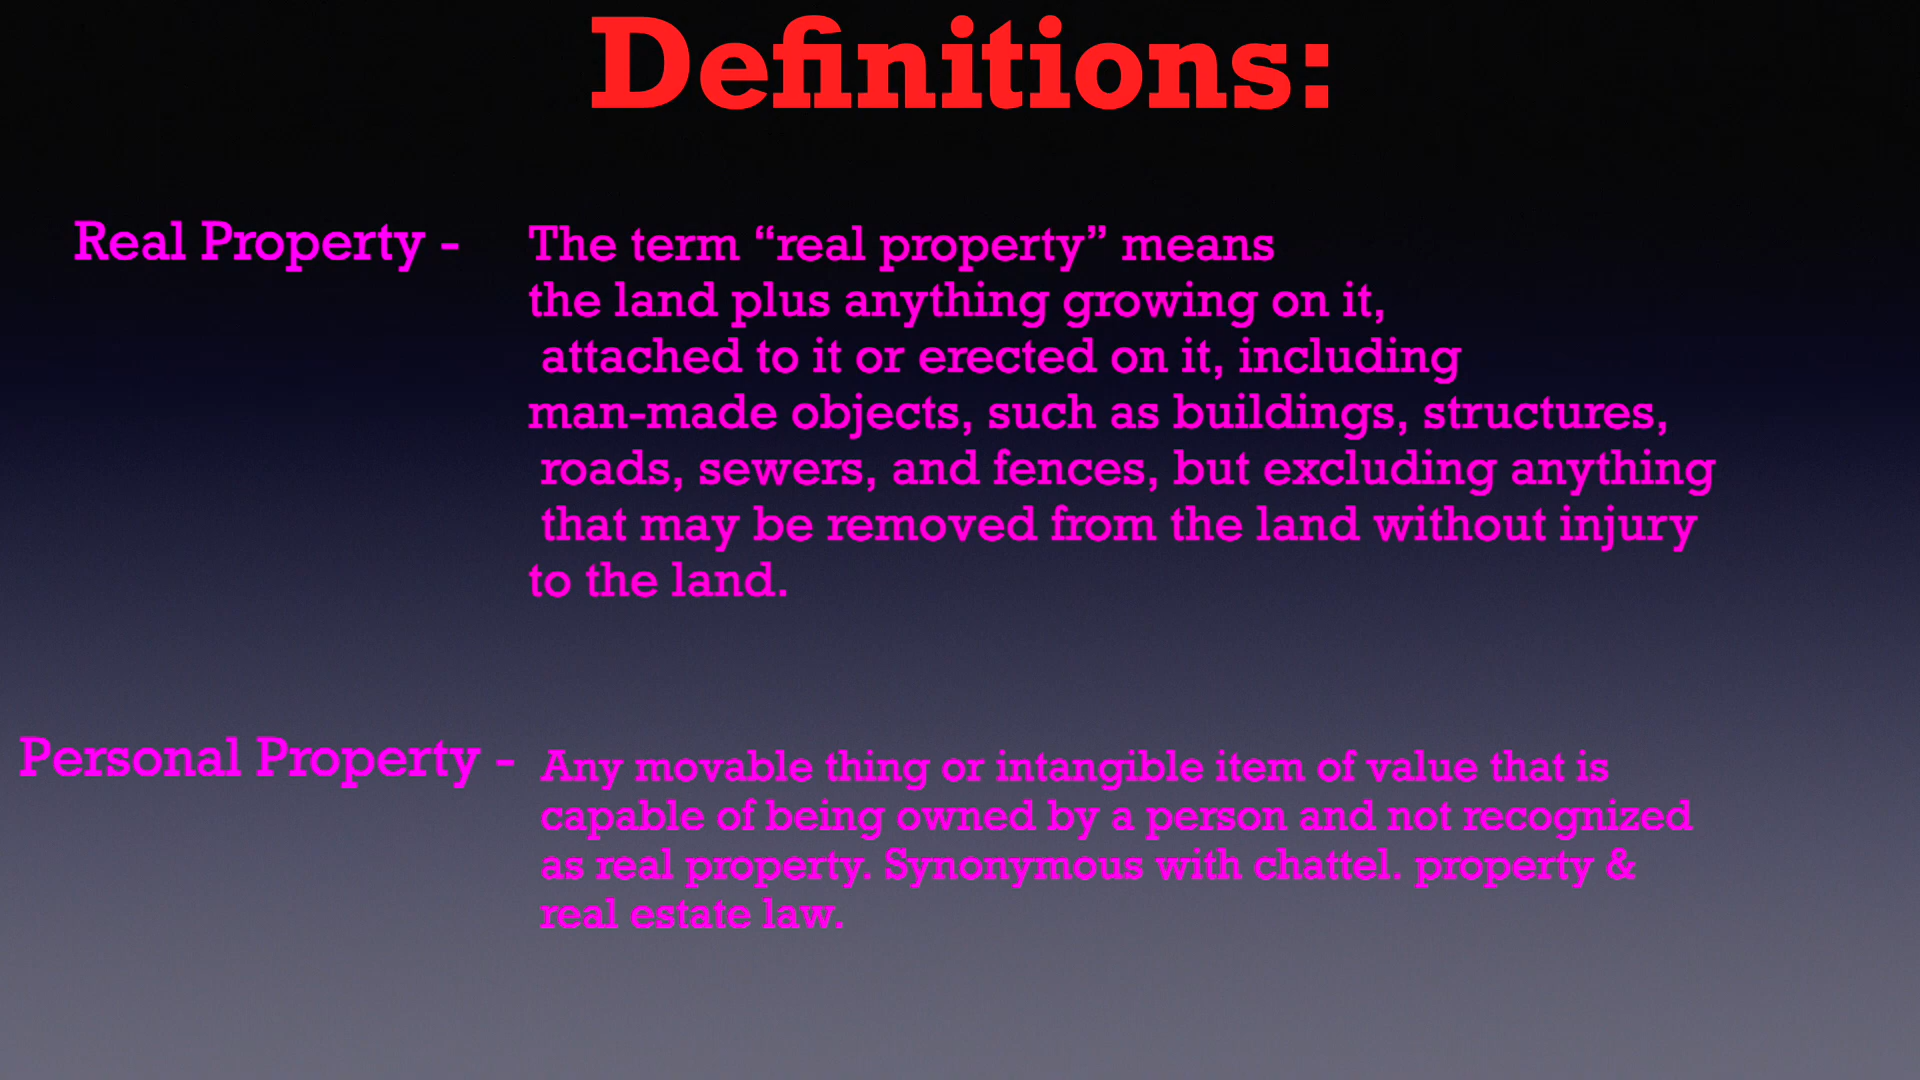 Definitions:
Real Property -
The term “real property” means
the land plus anything growing on it,
attached to it or erected on it, including
man-made objects, such as buildings, structures,
roads, sewers, and fences, but excluding anything
that may be removed from the land without injury
to the land.
Personal Property -
Any movable thing or intangible item of value that is
capable of being owned by a person and not recognized
as real property. Synonymous with chattel. property &
real estate law.